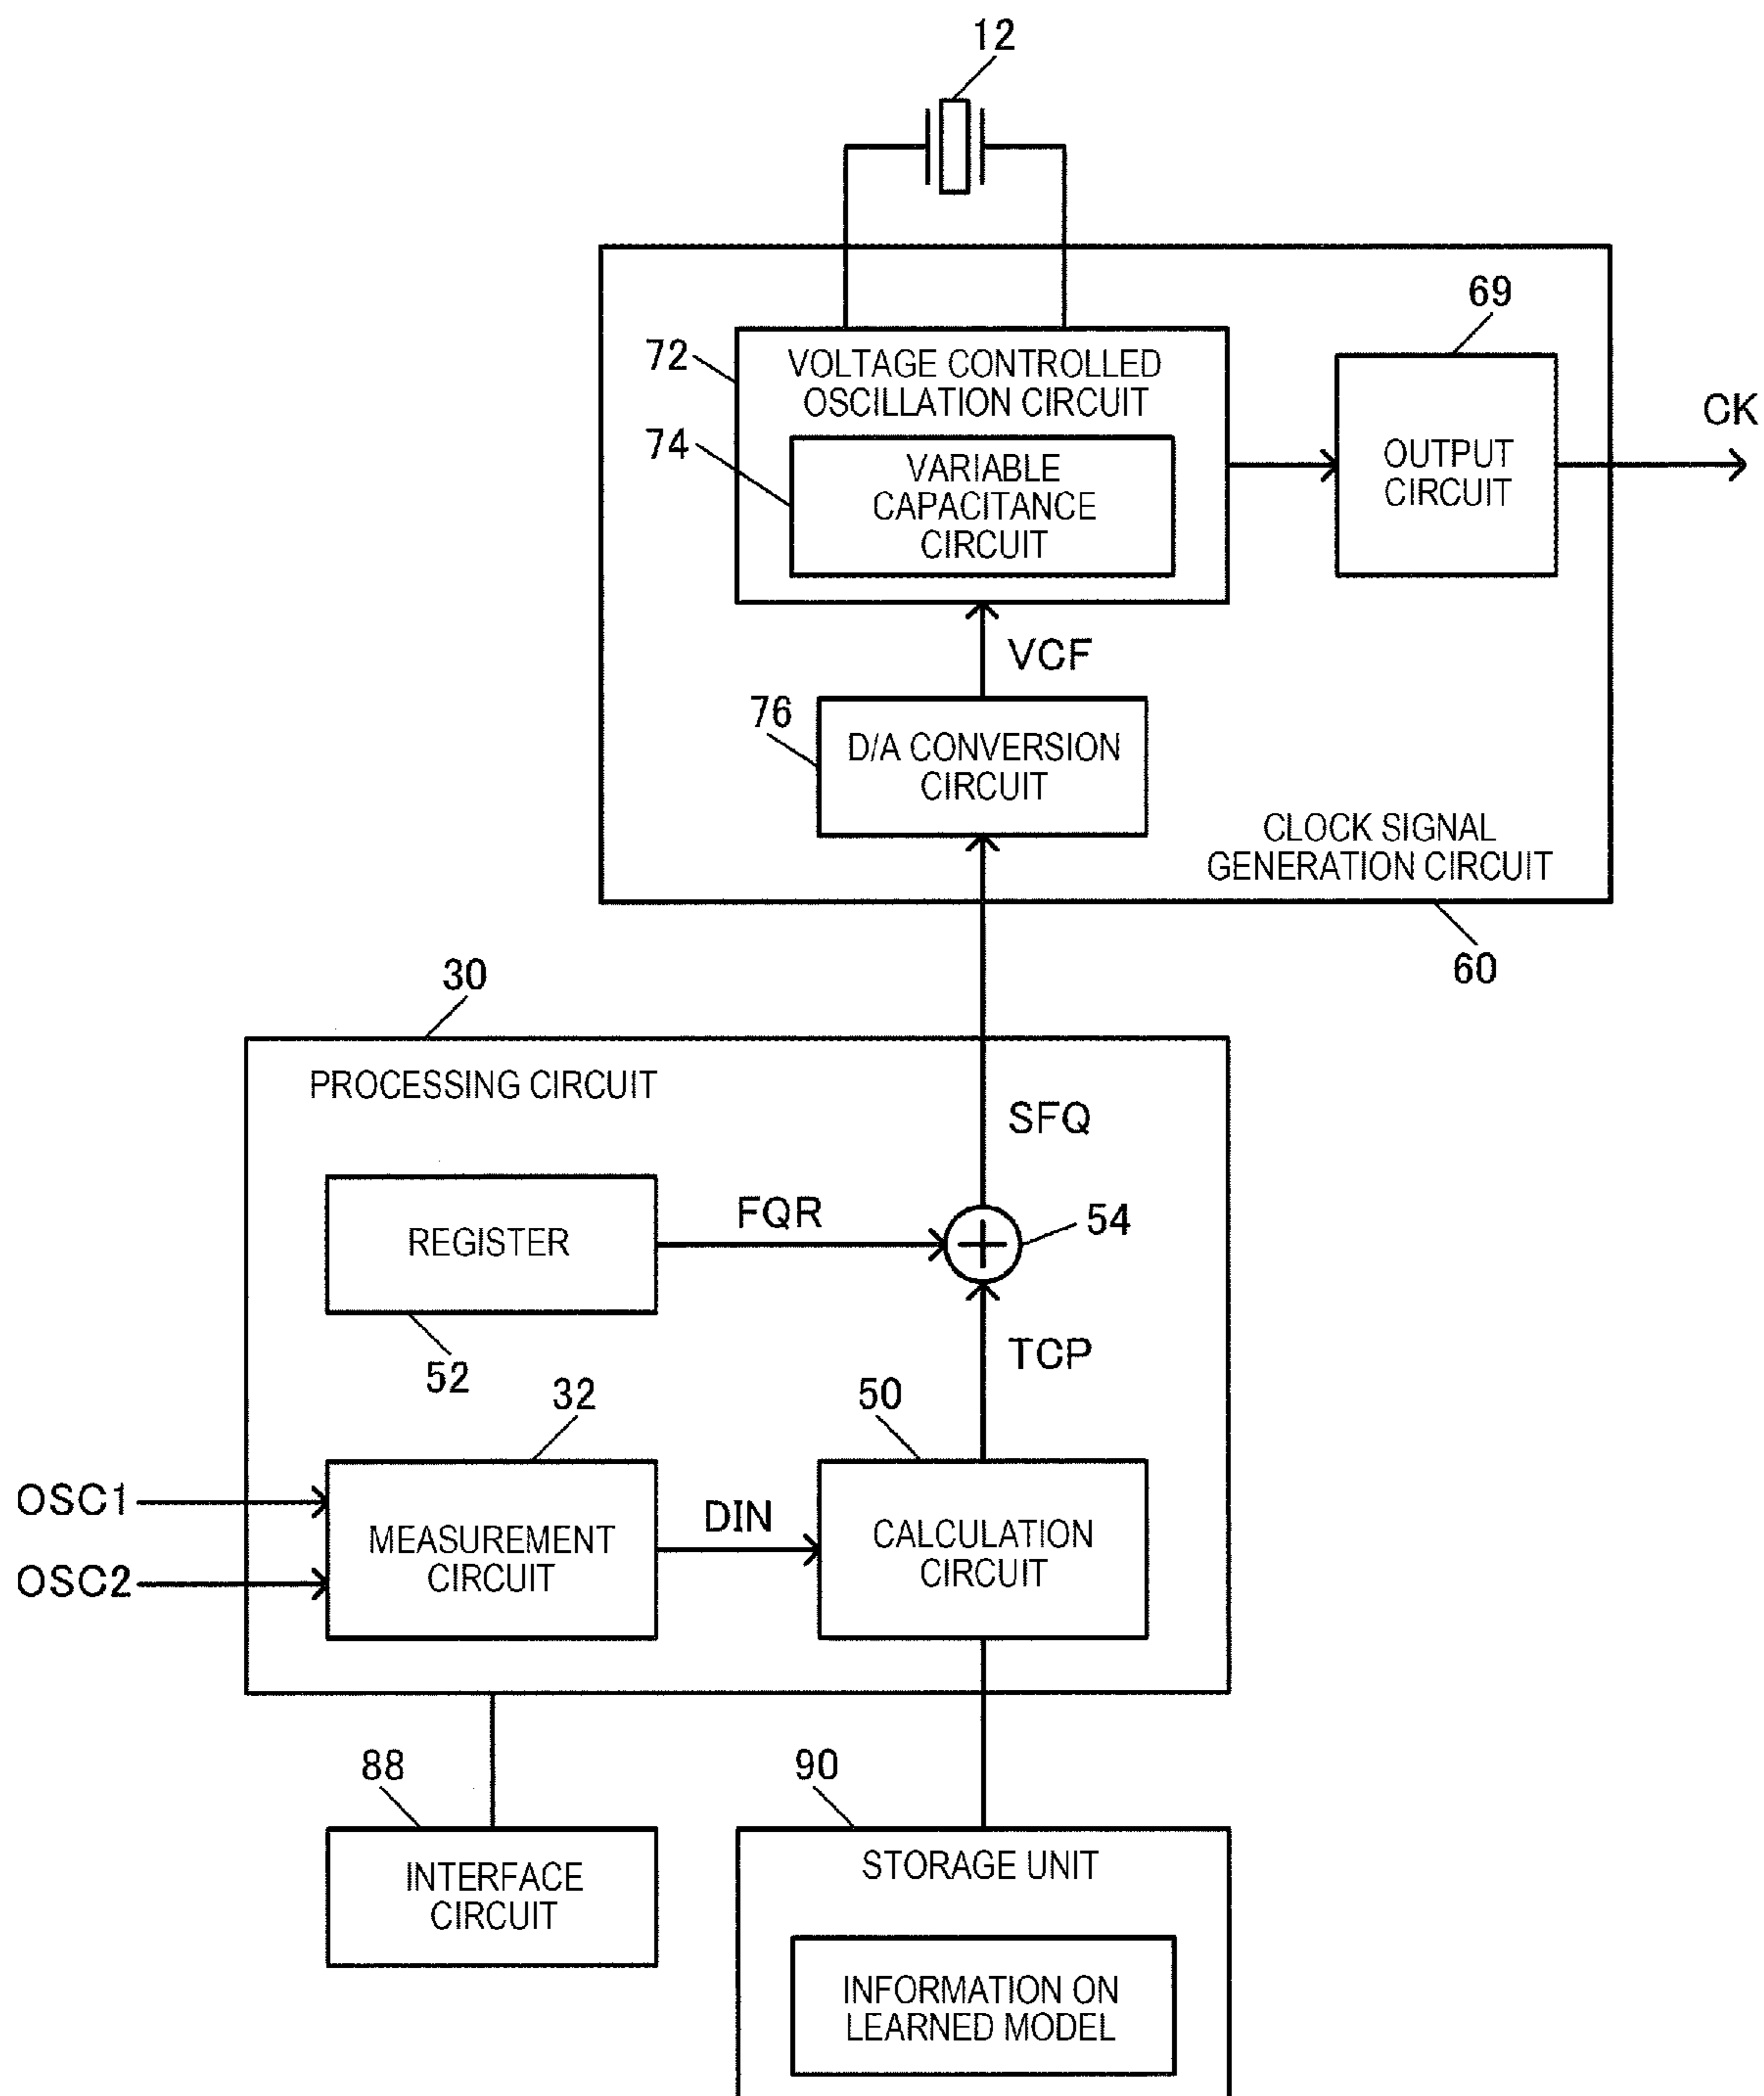 12
69
72
VOLTAGE CONTROLLED
OSCILLATION CIRCUIT
CK
74
VARIABLE
CAPACITANCE
CIRCUIT
OUTPUT
CIRCUIT
VCF
76
D/A CONVERSION
CIRCUIT
CLOCK SIGNAL
GENERATION CIRCUIT
60
30
PROCESSING CIRCUIT
SFQ
REGISTER
FQR
54
52
TCP
32
50
OSC1
OSC2
MEASUREMENT
CIRCUIT
DIN
CALCULATION
CIRCUIT
88
90
INTERFACE
CIRCUIT
STORAGE UNIT
INFORMATION ON
LEARNED MODEL